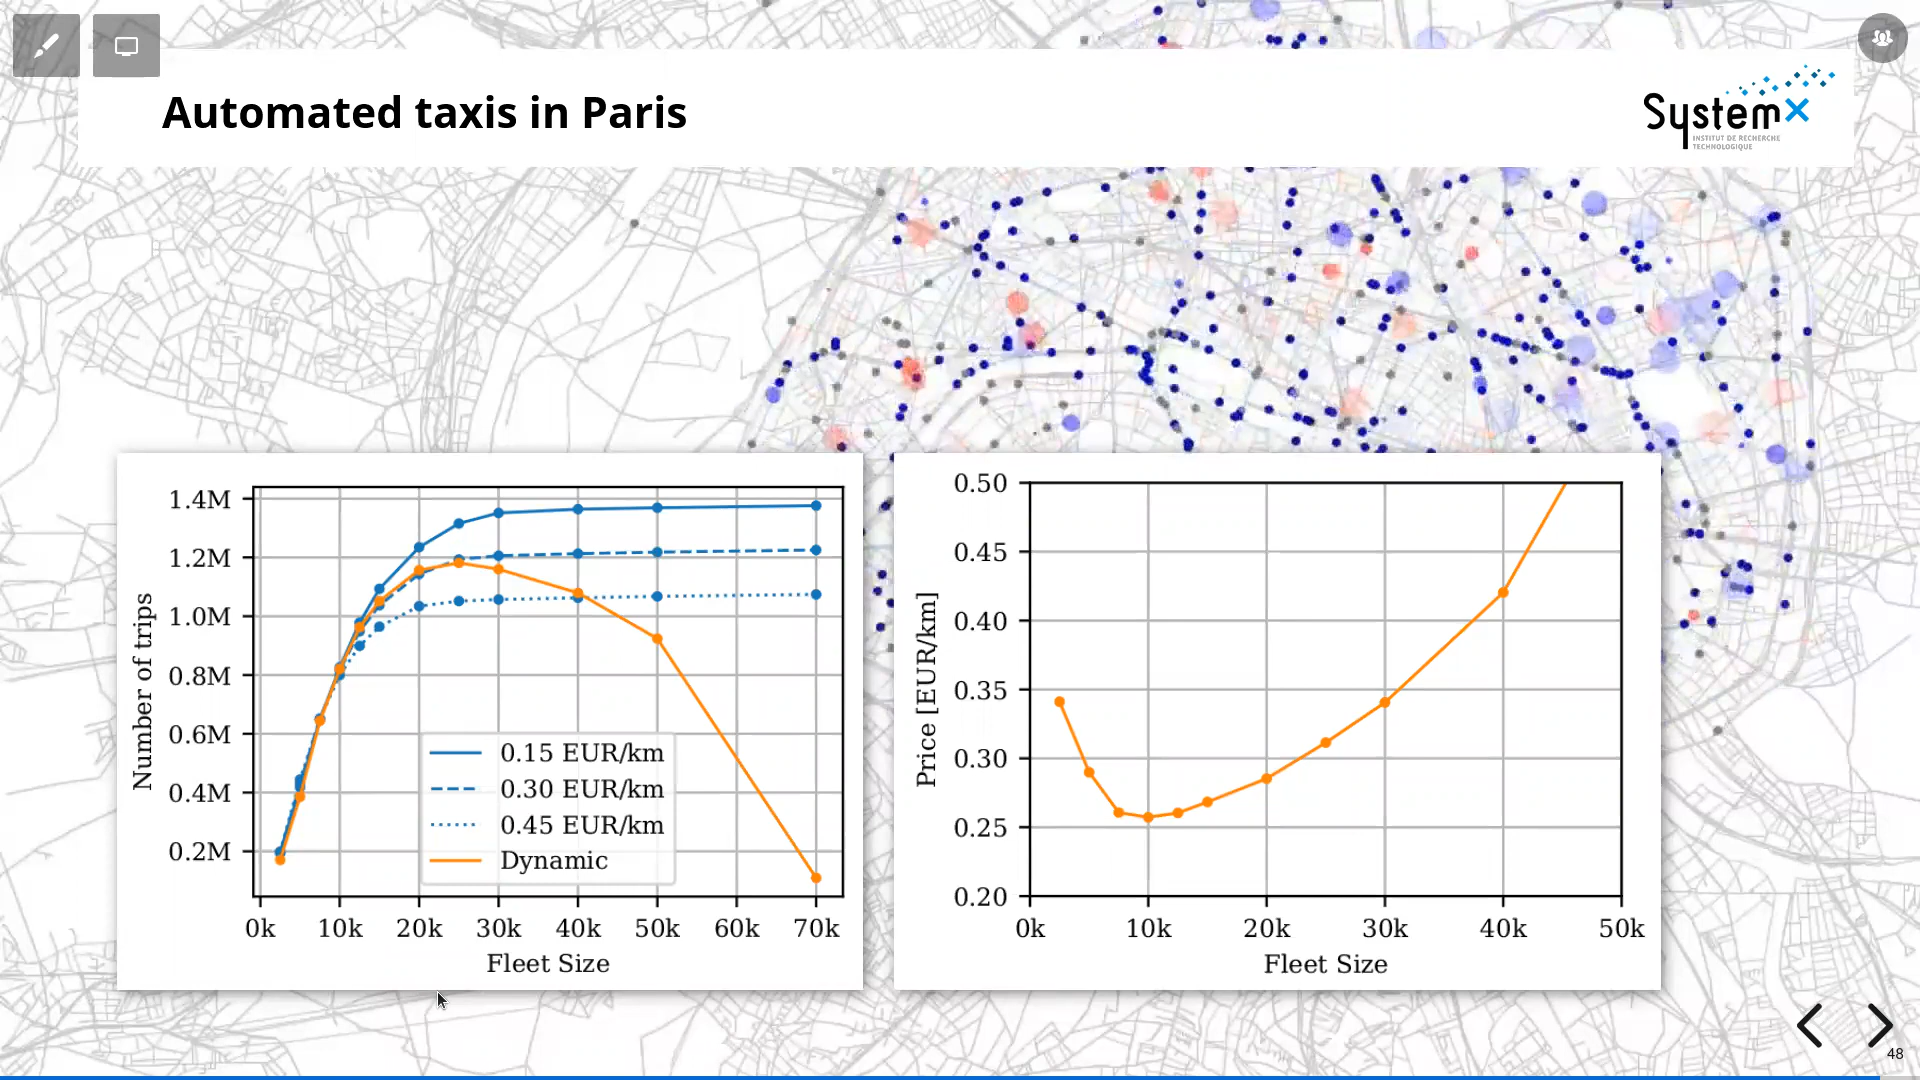 Automated taxis in Paris
SystemX
INSTITUT DE RECHERCHE
TECHNOLOGIQUE
1.4M
1.2M
1.0M
0.8M
0.6M
0.4M
0.2M
Number of trips
0.15 EUR/km
0.30 EUR/km
0.45 EUR/km
Dynamic
0k 10k 20k 30k 40k 50k 60k 70k
Fleet Size
0.50
0.45
0.40
0.35
0.30
0.25
0.20
Price [EUR/km]
0k 10k 20k 30k 40k 50k
Fleet Size
48